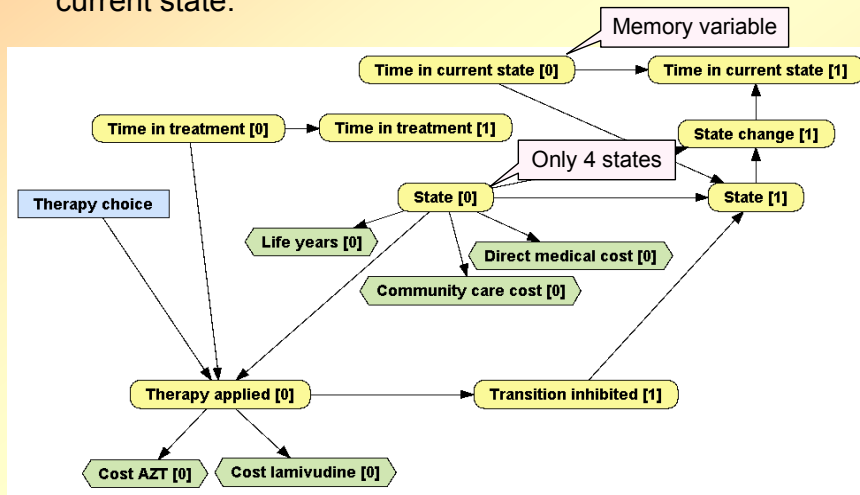 current state.
Memory variable
Time in current state [0]
Time in current state [1]
Time in treatment [0]
Time in treatment [1]
State change [1]
Only 4 states
Therapy choice
State [0]
State [1]
Life years [0]
Direct medical cost [0]
Community care cost [0]
Therapy applied [0]
Transition inhibited [1]
Cost AZT [0]
Cost lamivudine [0]